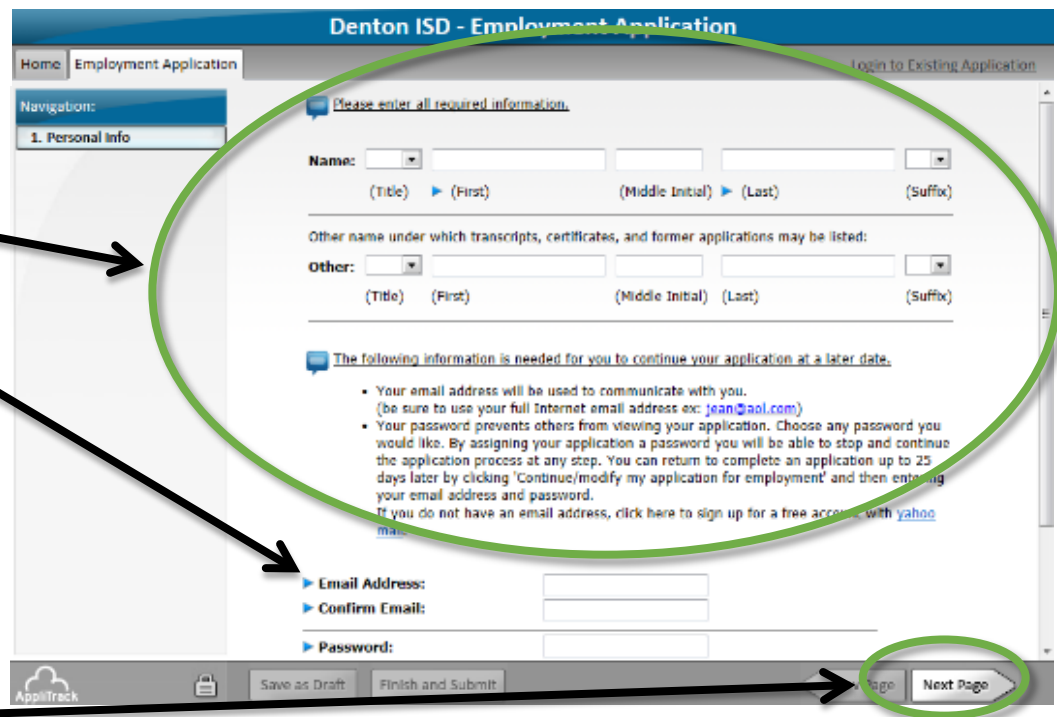 Denton ISD - Employment Application
Home Employment Application Login to Existing Application
Navigation:
1. Personal Info
Please enter all required information.
Name:
(Title) (First) (Middle Initial) (Last) (Suffix)
Other name under which transcripts, certificates, and former applications may be listed:
Other:
(Title) (First) (Middle Initial) (Last) (Suffix)
The following information is needed for you to continue your application at a later date.
• Your email address will be used to communicate with you.
(be sure to use your full Internet email address ex: jean@aol.com)
• Your password prevents others from viewing your application. Choose any password you
would like. By assigning your application a password you will be able to stop and continue
the application process at any step. You can return to complete an application up to 25
days later by clicking 'Continue/modify my application for employment' and then entering
your email address and password.
If you do not have an email address, click here to sign up for a free account with yahoo
mail
Email Address:
Confirm Email:
Password:
AppliTrack Save as Draft Finish and Submit Page Next Page